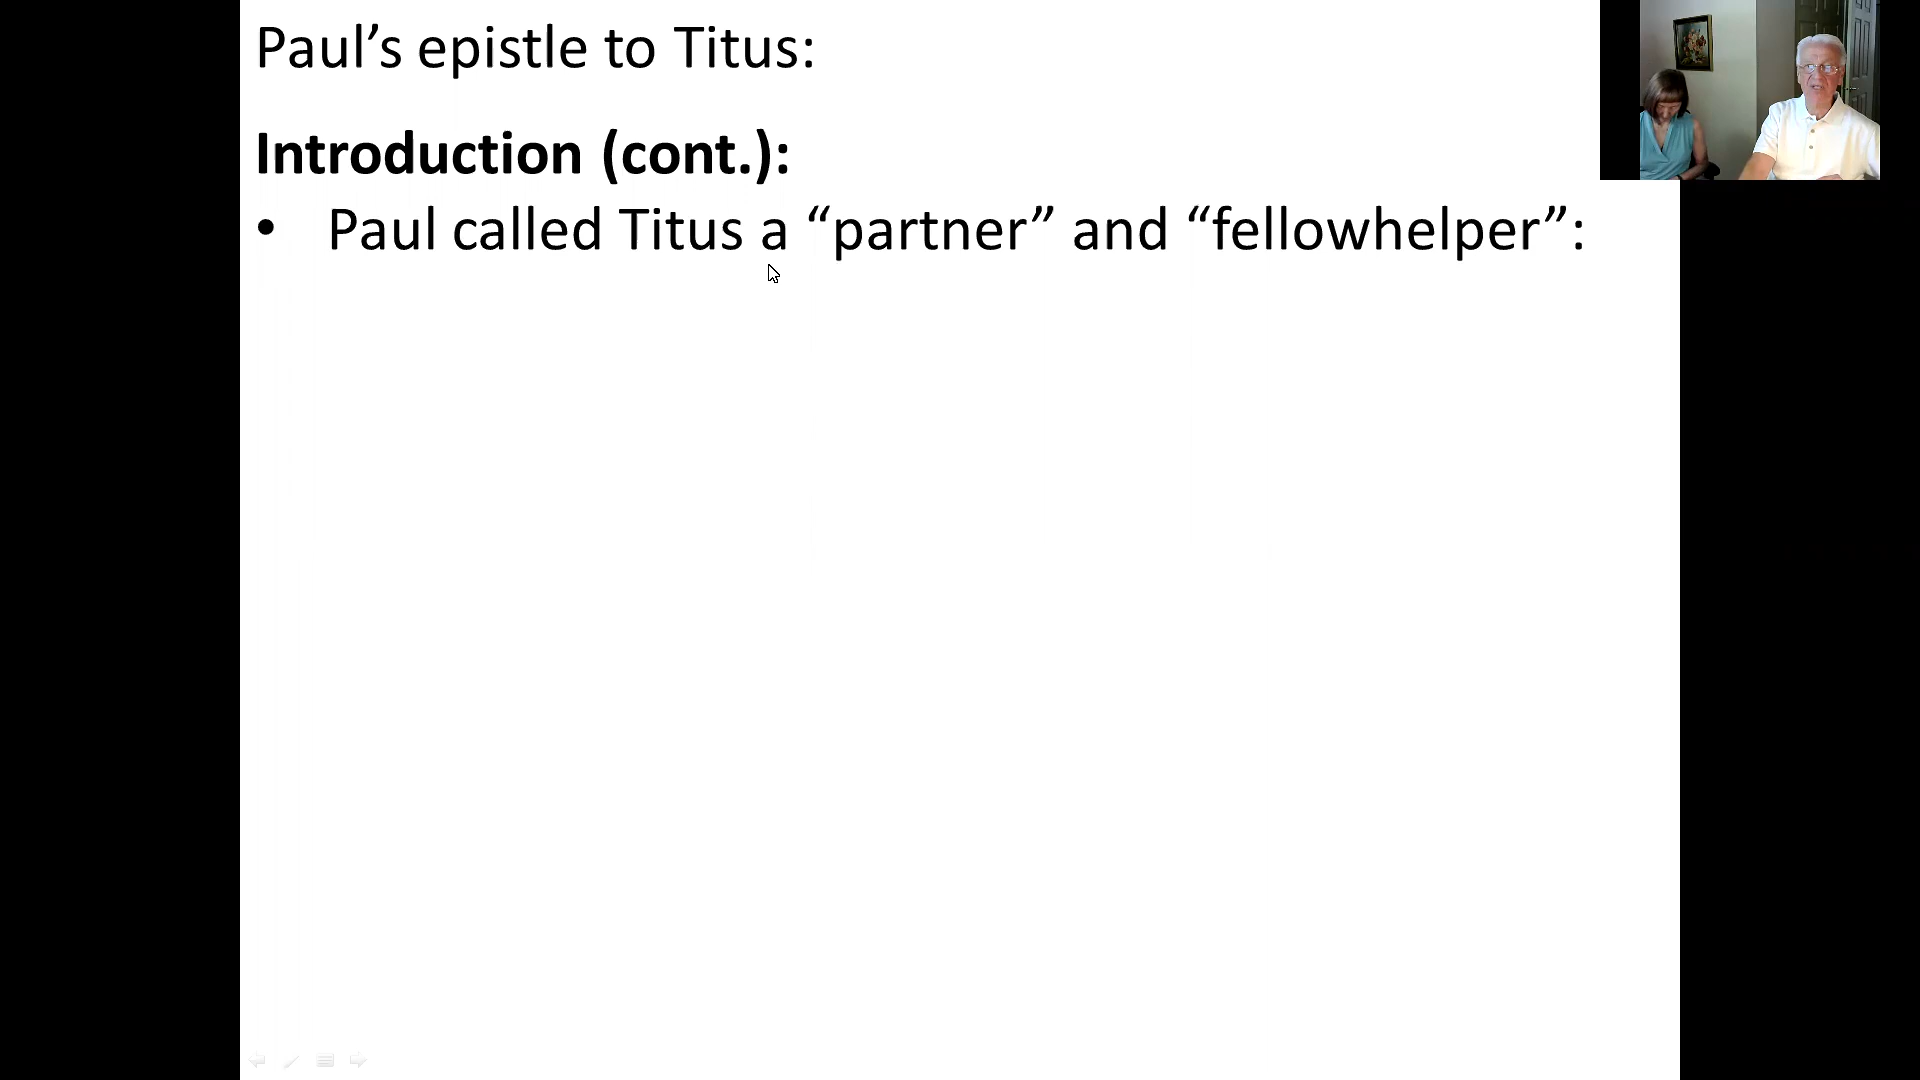 Paul’s epistle to Titus:
Introduction (cont.):
• Paul called Titus a “partner” and “fellowhelper”: